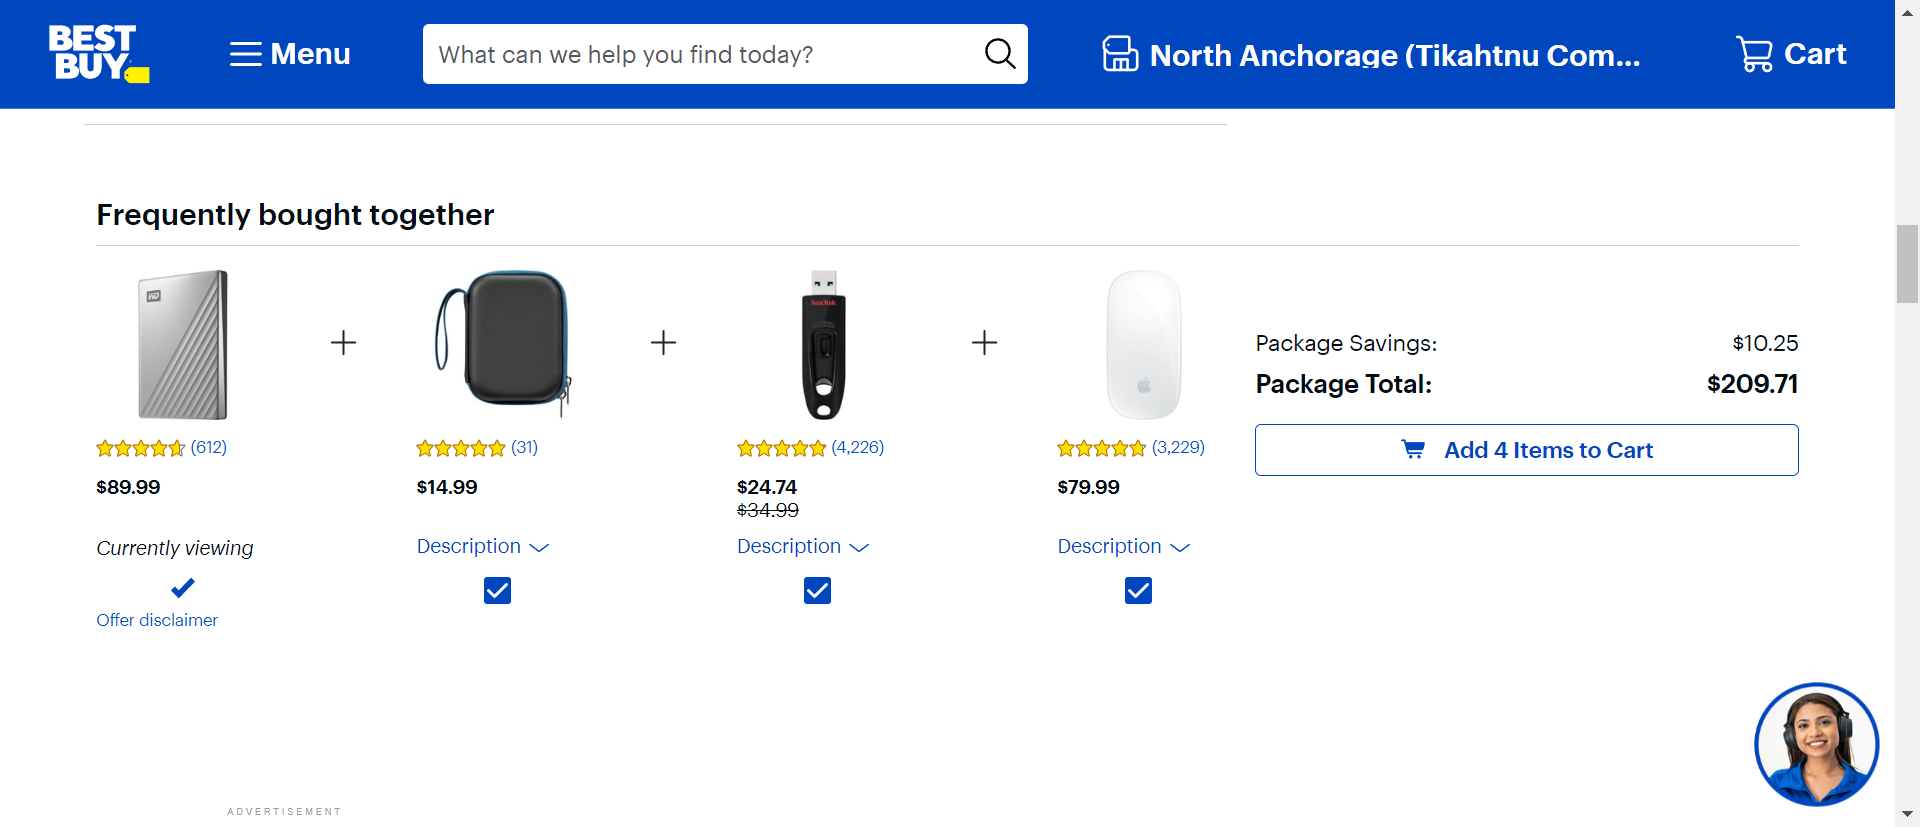 BEST
BUY
Menu
What can we help you find today?
North Anchorage (Tikahtnu Com...
Cart
Frequently bought together
WD
SanDisk
(612)
(31)
(4,226)
(3,229)
$89.99
$14.99
$24.74
$34.99
$79.99
Currently viewing
Description
Description
Description
Offer disclaimer
Package Savings: $10.25
Package Total: $209.71
Add 4 Items to Cart
ADVERTISEMENT